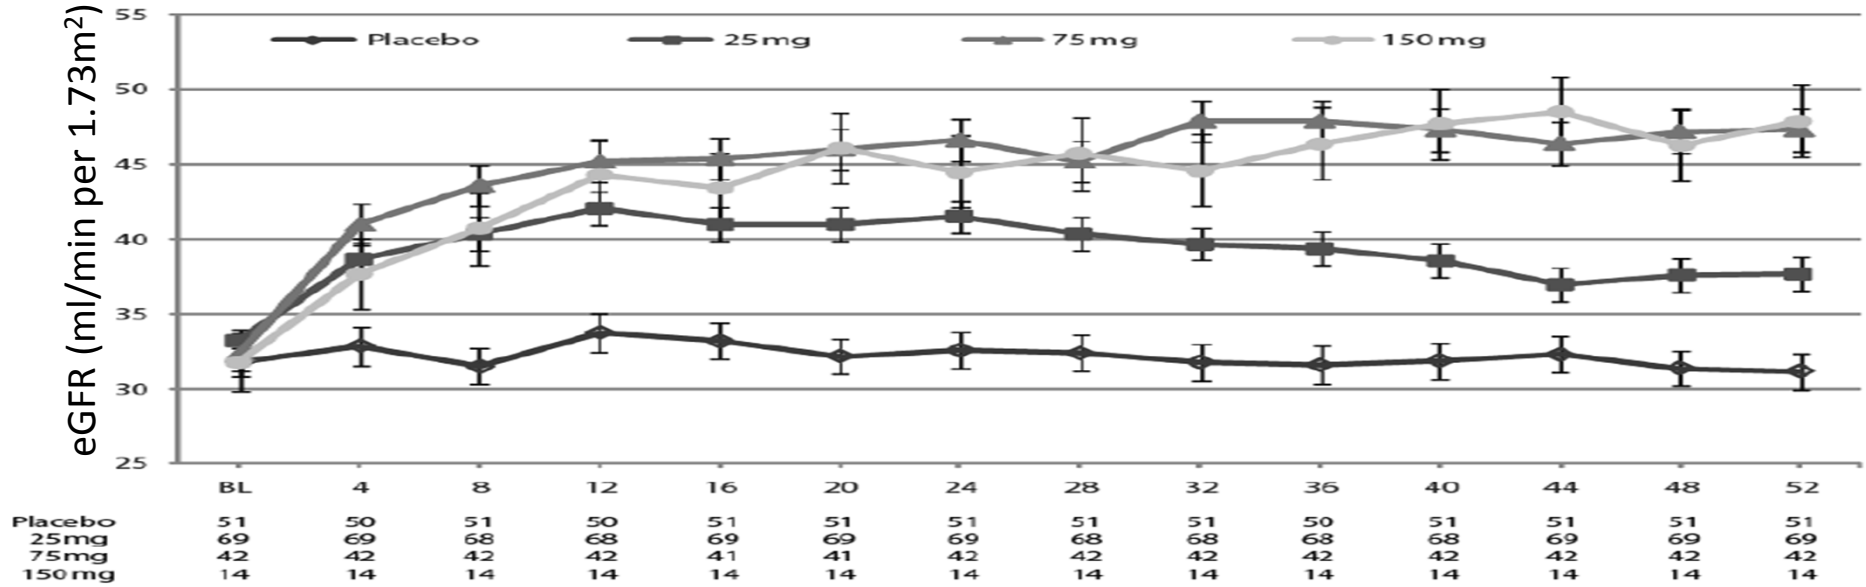 eGFR (ml/min per 1.73m²)
55
Placebo 25mg 75mg 150mg
50
45
40
35
30
25
BL 4 8 12 16 20 24 28 32 36 40 44 48 52
Placebo 51 50 51 50 51 51 51 51 51 50 51 51 51 51
25mg 69 69 68 68 69 69 69 68 68 68 68 69 69 69
75mg 42 42 42 42 41 41 42 42 42 42 42 42 42 42
150mg 14 14 14 14 14 14 14 14 14 14 14 14 14 14